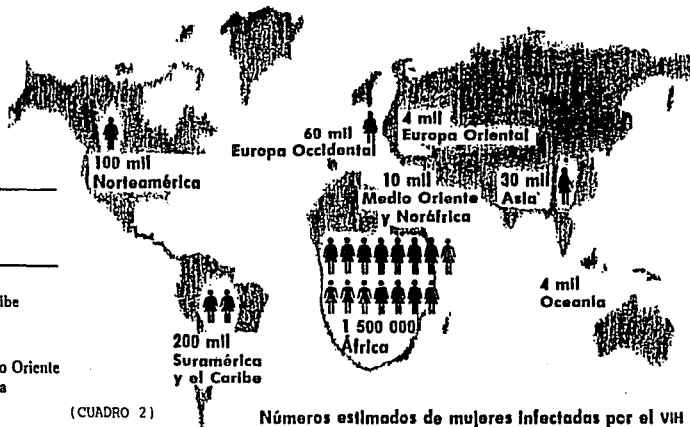 100 mil
Norteamérica
60 mil
Europa Occidental
4 mil
Europa Oriental
10 mil
Medio Oriente
y Noráfrica
30 mil
Asia
1 500 000
África
200 mil
Suramérica
y el Caribe
4 mil
Oceanía
ibe
o Oriente
a
(CUADRO 2)
Números estimados de mujeres infectadas por el VIH